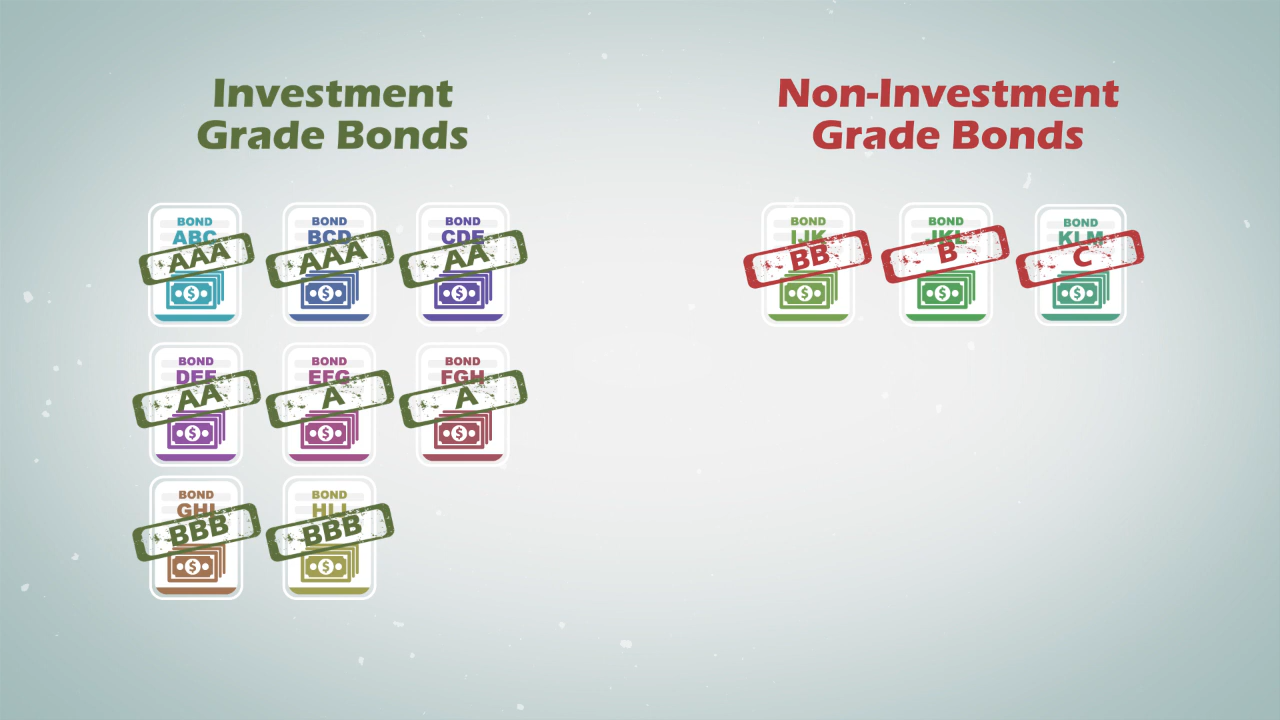 Investment
Grade Bonds
Non-Investment
Grade Bonds
BOND
ABC
AAA
BOND
BCD
AAA
BOND
CDE
AA
BOND
IJK
BB
BOND
JKL
B
BOND
KLM
C
BOND
DEF
AA
BOND
EFG
A
BOND
FGH
A
BOND
GHI
BBB
BOND
HIJ
BBB